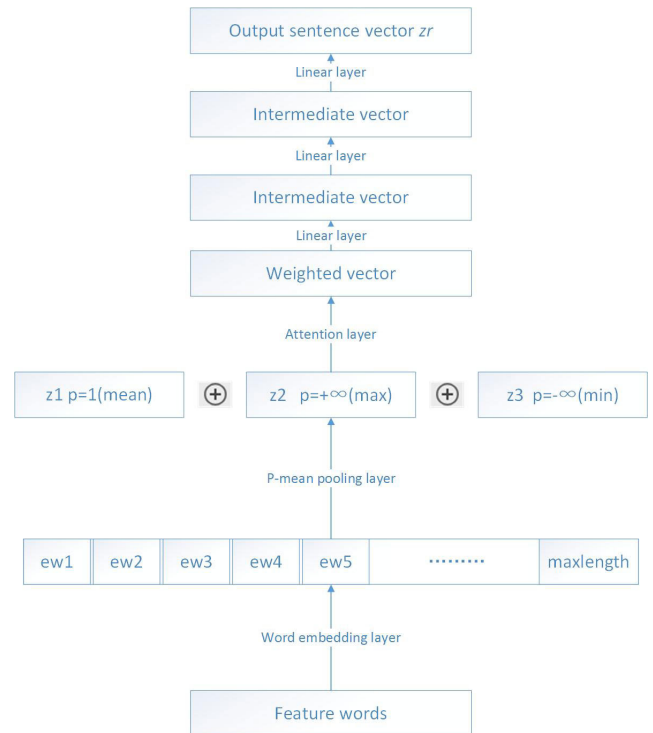 Output sentence vector zr
Linear layer
Intermediate vector
Linear layer
Intermediate vector
Linear layer
Weighted vector
Attention layer
z1 p=1(mean) ⊕ z2 p=+∞(max) ⊕ z3 p=-∞(min)
P-mean pooling layer
ew1 ew2 ew3 ew4 ew5 ········· maxlength
Word embedding layer
Feature words